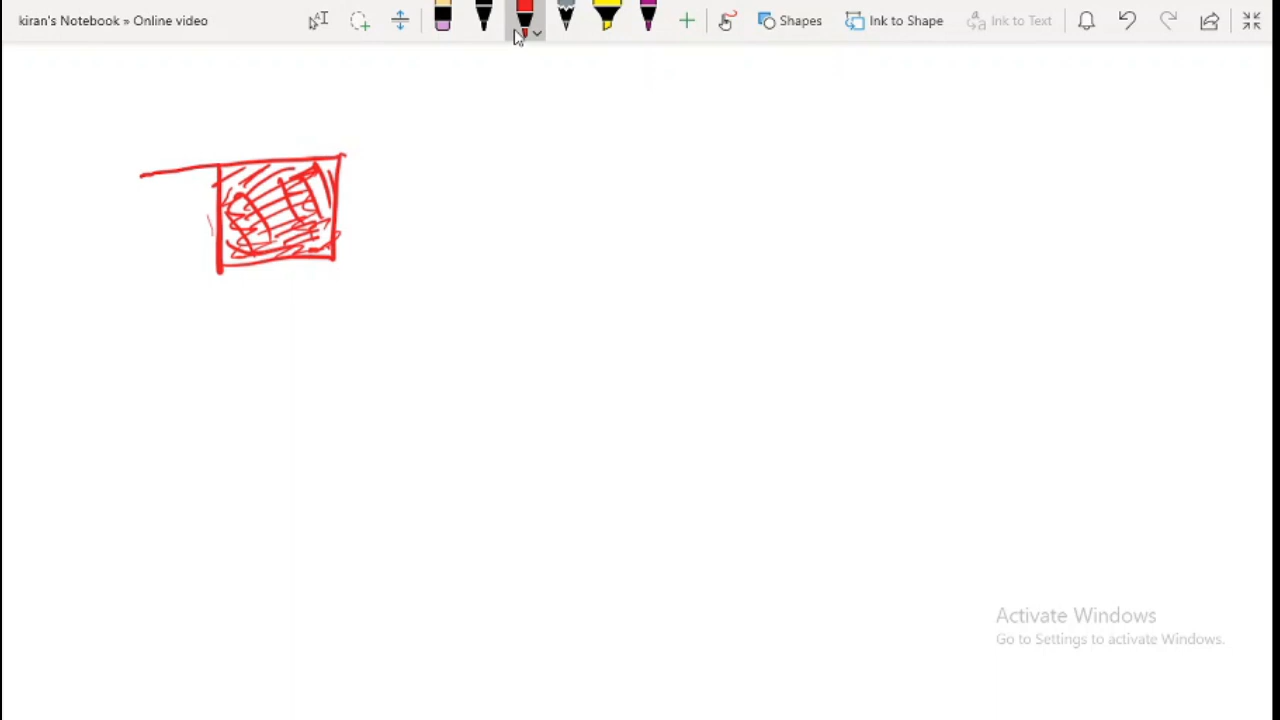 kiran's Notebook » Online video
Shapes
Ink to Shape
Ink to Text
Activate Windows
Go to Settings to activate Windows.